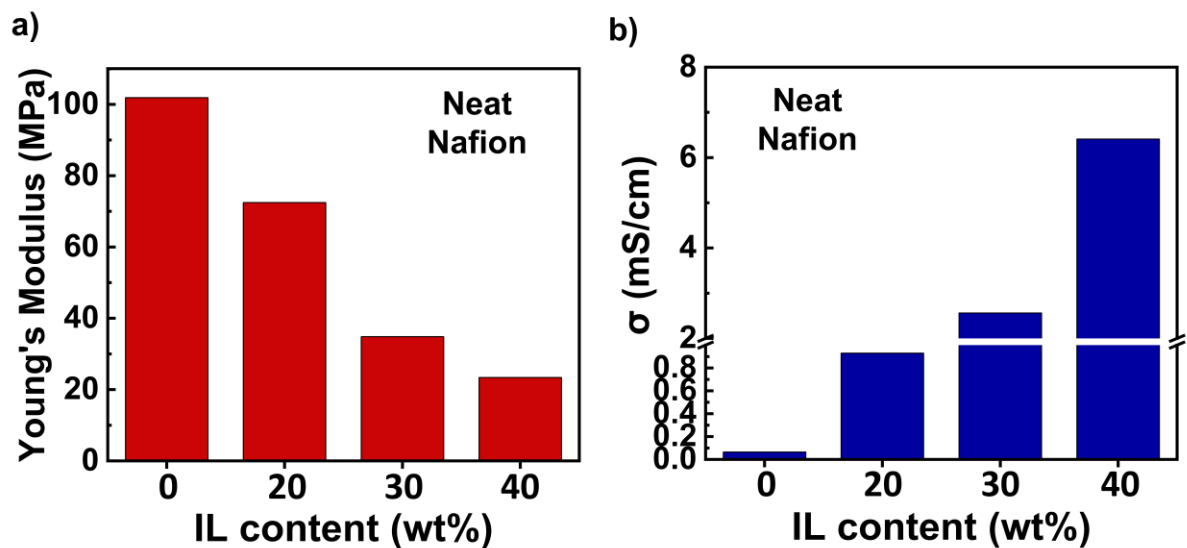 a)
Young's Modulus (MPa)
100
80
60
40
20
0
Neat
Nafion
0 20 30 40
IL content (wt%)
b)
σ (mS/cm)
8
6
4
2
0.8
0.6
0.4
0.2
0.0
Neat
Nafion
0 20 30 40
IL content (wt%)